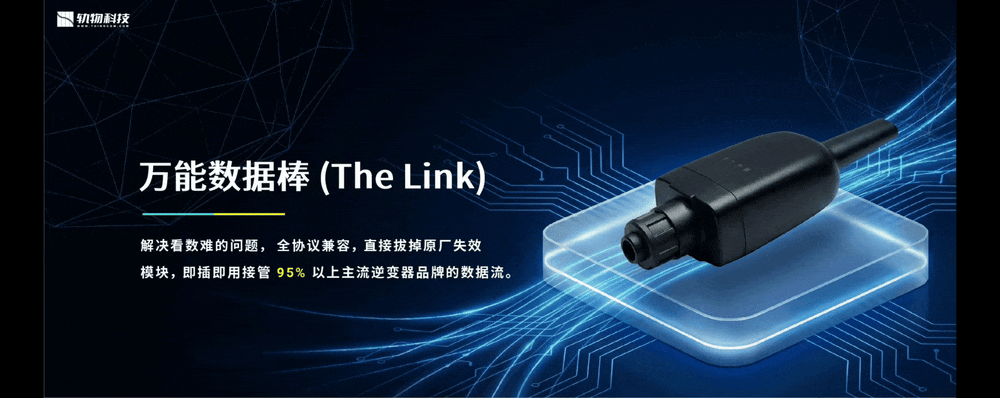 轨物科技
万能数据棒 (The Link)
解决看数难的问题，全协议兼容，直接拔掉原厂失效
模块，即插即用接管 95% 以上主流逆变器品牌的数据流。